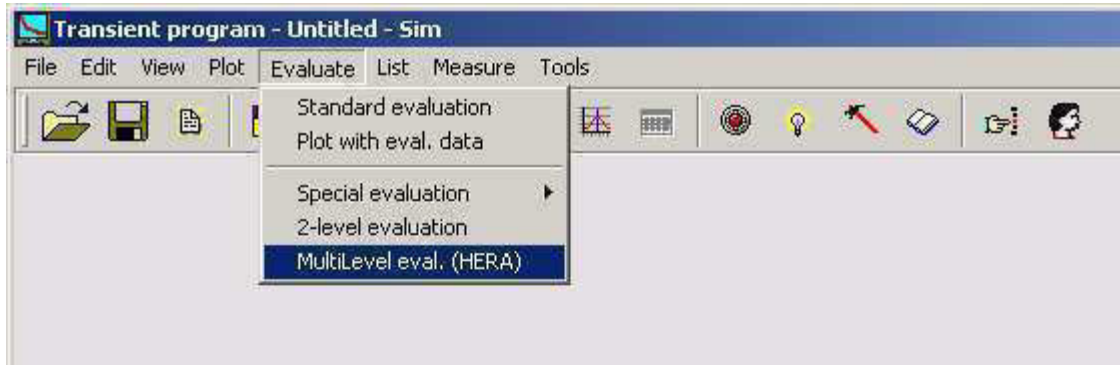 Transient program - Untitled - Sim
File Edit View Plot Evaluate List Measure Tools
Standard evaluation
Plot with eval. data
Special evaluation
2-level evaluation
MultiLevel eval. (HERA)